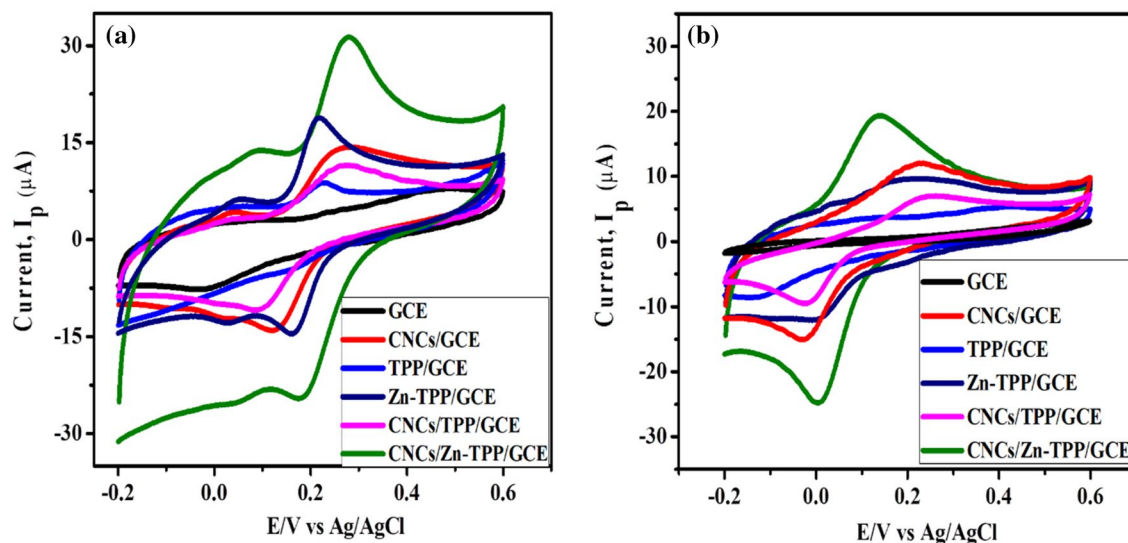 (a)
Current, Ip (μA)
30
15
0
-15
-30
-0.2 0.0 0.2 0.4 0.6
E/V vs Ag/AgCl
GCE
CNCs/GCE
TPP/GCE
Zn-TPP/GCE
CNCs/TPP/GCE
CNCs/Zn-TPP/GCE
(b)
Current, Ip (μA)
30
20
10
0
-10
-20
-30
-0.2 0.0 0.2 0.4 0.6
E/V vs Ag/AgCl
GCE
CNCs/GCE
TPP/GCE
Zn-TPP/GCE
CNCs/TPP/GCE
CNCs/Zn-TPP/GCE